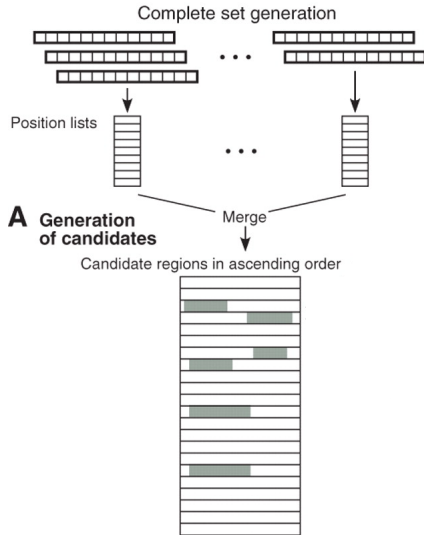 Complete set generation
Position lists
Merge
A Generation
of candidates
Candidate regions in ascending order